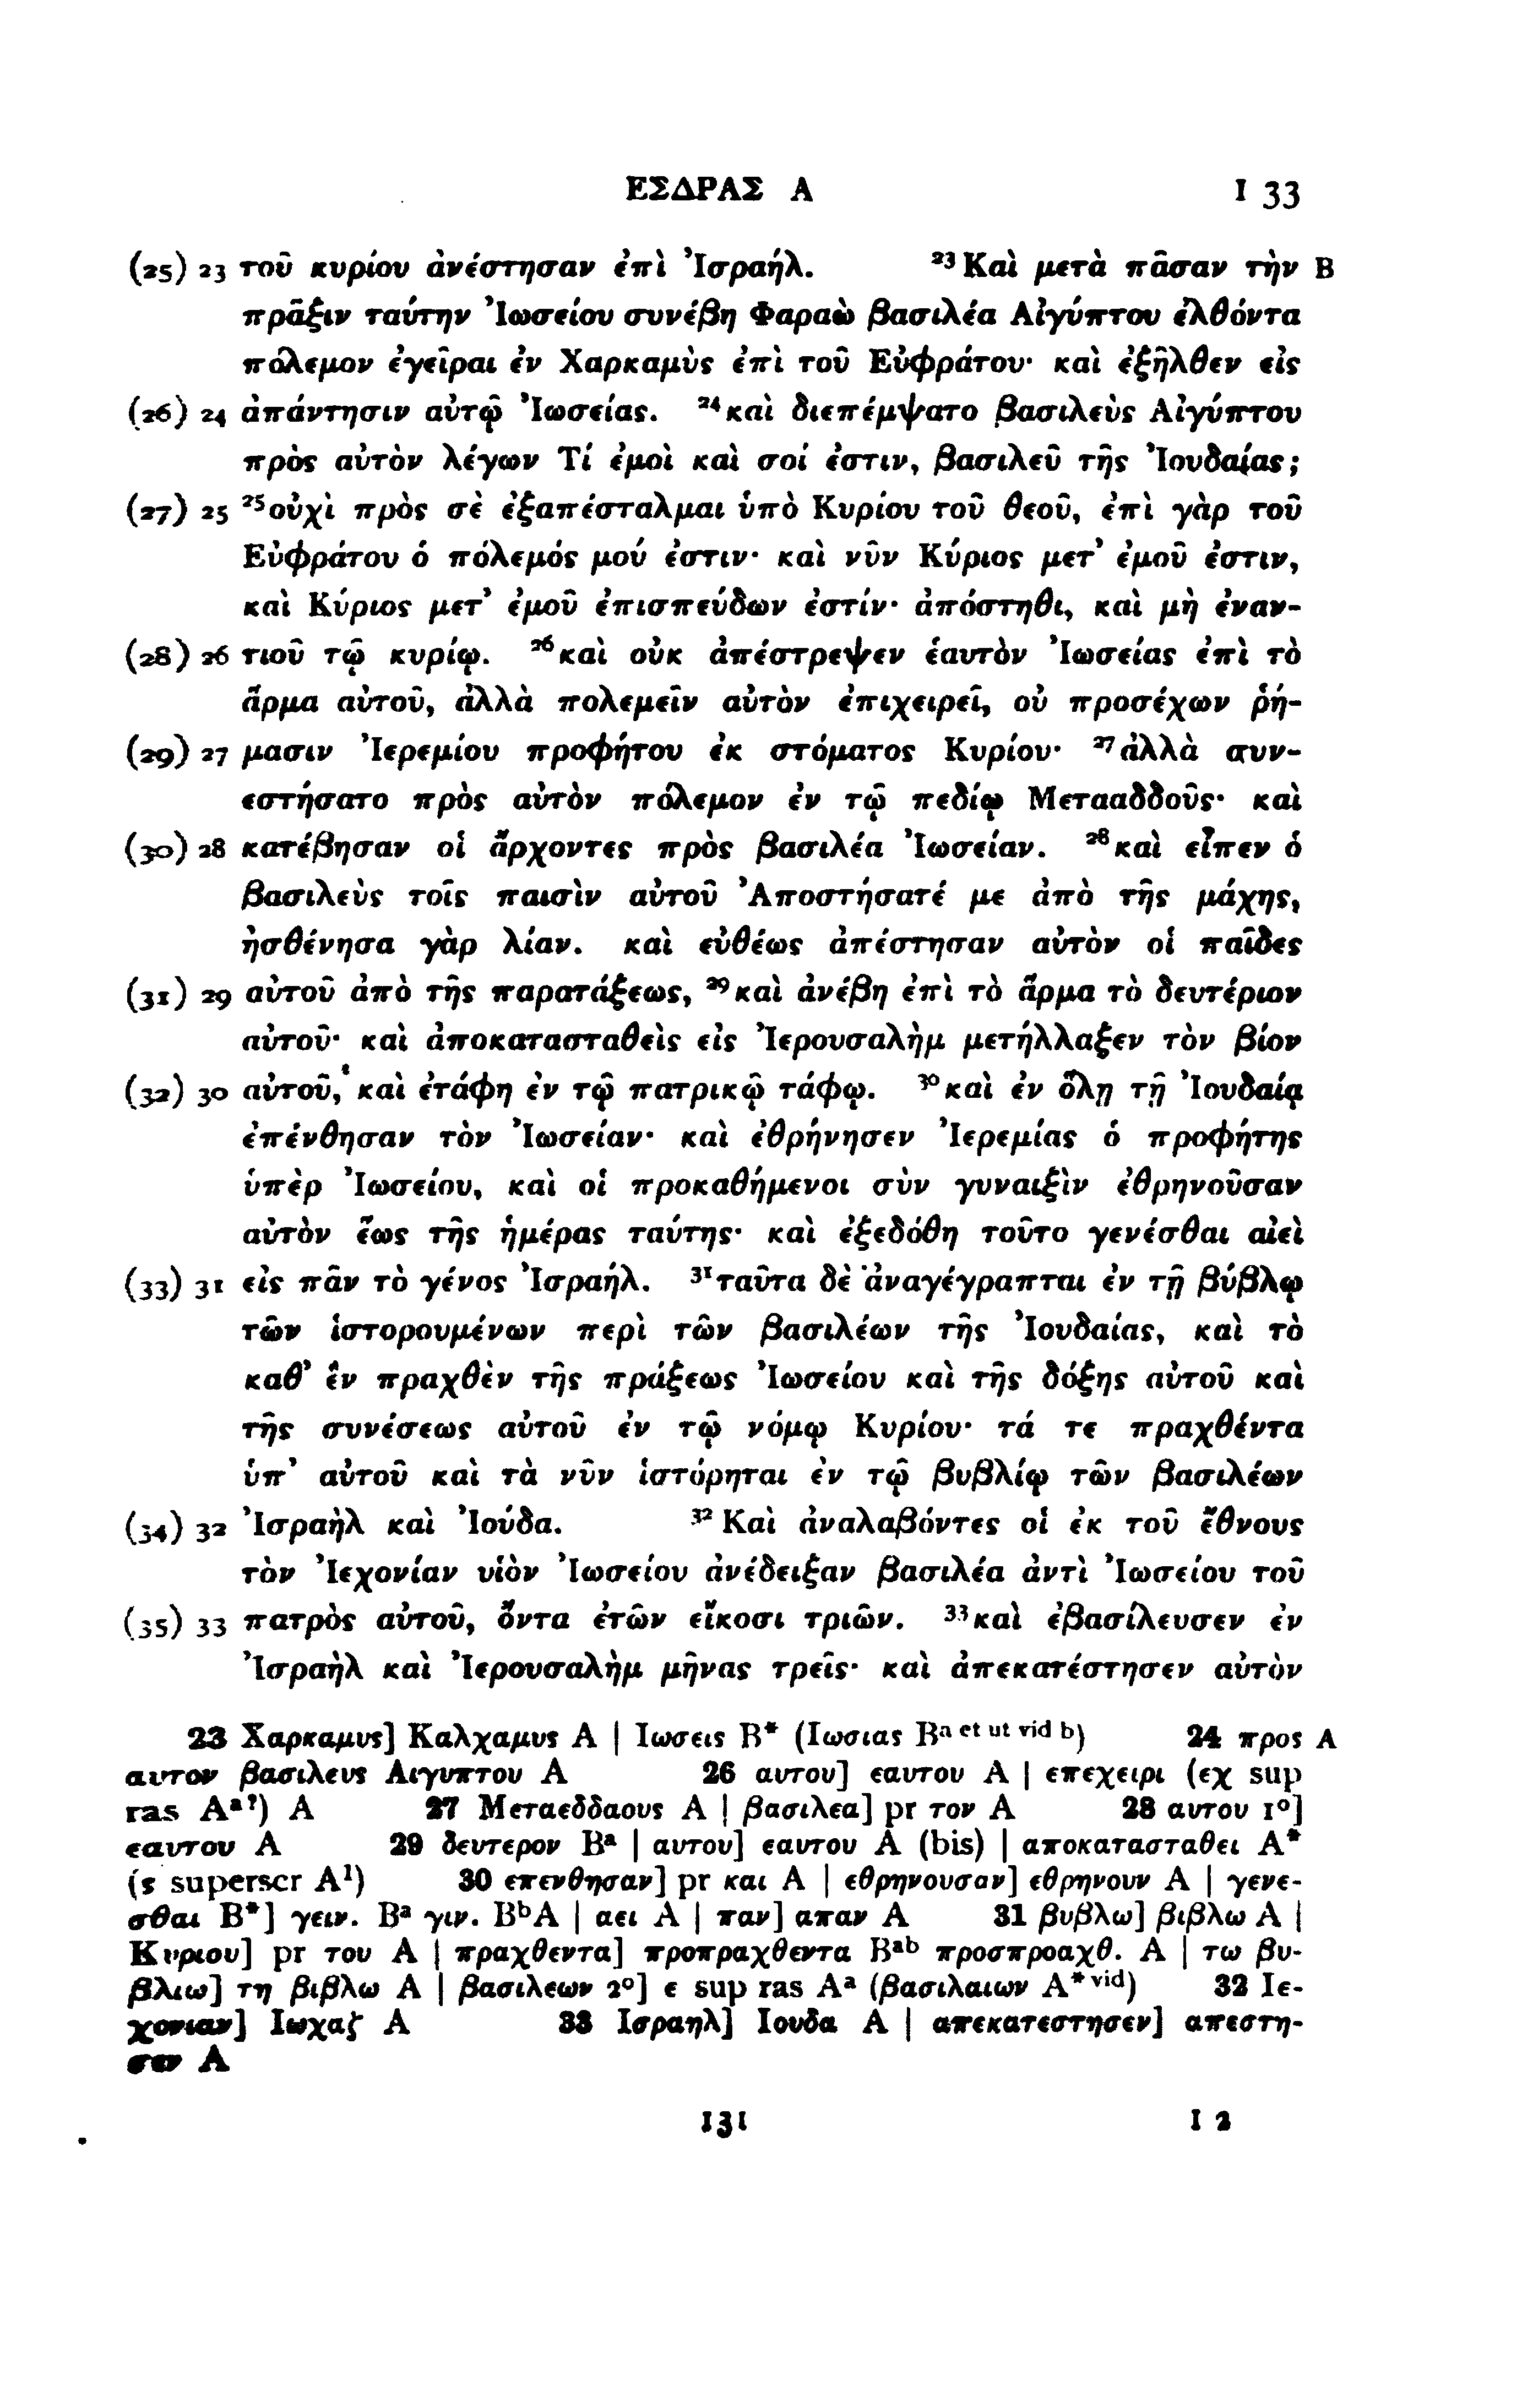 ΕΣΔΡΑΣ Α I 33
(25) 23 τοῦ κυρίου ἀνέστησαν ἐπὶ Ἰσραήλ. ²³Καὶ μετὰ πᾶσαν τὴν B
πρᾶξιν ταύτην Ἰωσείου συνέβη Φαραὼ βασιλέα Αἰγύπτου ἐλθόντα
πόλεμον ἐγεῖραι ἐν Χαρκαμὺς ἐπὶ τοῦ Εὐφράτου· καὶ ἐξῆλθεν εἰς
(26) 24 ἀπάντησιν αὐτῷ Ἰωσείας. ²⁴καὶ διεπέμψατο βασιλεὺς Αἰγύπτου
πρὸς αὐτὸν λέγων Τί ἐμοὶ καὶ σοί ἐστιν, βασιλεῦ τῆς Ἰουδαίας;
(27) 25 ²⁵οὐχὶ πρὸς σὲ ἐξαπέσταλμαι ὑπὸ Κυρίου τοῦ θεοῦ, ἐπὶ γὰρ τοῦ
Εὐφράτου ὁ πόλεμός μού ἐστιν· καὶ νῦν Κύριος μετ᾽ ἐμοῦ ἐστιν,
καὶ Κύριος μετ᾽ ἐμοῦ ἐπισπεύδων ἐστίν· ἀπόστηθι, καὶ μὴ ἐναν-
(28) 26 τιοῦ τῷ κυρίῳ. ²⁶καὶ οὐκ ἀπέστρεψεν ἑαυτὸν Ἰωσείας ἐπὶ τὸ
ἅρμα αὐτοῦ, ἀλλὰ πολεμεῖν αὐτὸν ἐπιχειρεῖ, οὐ προσέχων ῥή-
(29) 27 μασιν Ἰερεμίου προφήτου ἐκ στόματος Κυρίου· ²⁷ἀλλὰ συν-
εστήσατο πρὸς αὐτὸν πόλεμον ἐν τῷ πεδίῳ Μετααδδοῦς· καὶ
(30) 28 κατέβησαν οἱ ἄρχοντες πρὸς βασιλέα Ἰωσείαν. ²⁸καὶ εἶπεν ὁ
βασιλεὺς τοῖς παισὶν αὐτοῦ Ἀποστήσατέ με ἀπὸ τῆς μάχης,
ἠσθένησα γὰρ λίαν. καὶ εὐθέως ἀπέστησαν αὐτὸν οἱ παῖδες
(31) 29 αὐτοῦ ἀπὸ τῆς παρατάξεως, ²⁹καὶ ἀνέβη ἐπὶ τὸ ἅρμα τὸ δευτέριον
αὐτοῦ· καὶ ἀποκατασταθεὶς εἰς Ἰερουσαλὴμ μετήλλαξεν τὸν βίον
(32) 30 αὐτοῦ, καὶ ἐτάφη ἐν τῷ πατρικῷ τάφῳ. ³⁰καὶ ἐν ὅλῃ τῇ Ἰουδαίᾳ
ἐπένθησαν τὸν Ἰωσείαν· καὶ ἐθρήνησεν Ἰερεμίας ὁ προφήτης
ὑπὲρ Ἰωσείου, καὶ οἱ προκαθήμενοι σὺν γυναιξὶν ἐθρηνοῦσαν
αὐτὸν ἕως τῆς ἡμέρας ταύτης· καὶ ἐξεδόθη τοῦτο γενέσθαι αἰεὶ
(33) 31 εἰς πᾶν τὸ γένος Ἰσραήλ. ³¹ταῦτα δὲ ἀναγέγραπται ἐν τῇ βύβλῳ
τῶν ἱστορουμένων περὶ τῶν βασιλέων τῆς Ἰουδαίας, καὶ τὸ
καθ᾽ ἓν πραχθὲν τῆς πράξεως Ἰωσείου καὶ τῆς δόξης αὐτοῦ καὶ
τῆς συνέσεως αὐτοῦ ἐν τῷ νόμῳ Κυρίου· τά τε πραχθέντα
ὑπ᾽ αὐτοῦ καὶ τὰ νῦν ἱστόρηται ἐν τῷ βυβλίῳ τῶν βασιλέων
(34) 32 Ἰσραὴλ καὶ Ἰούδα. ³²Καὶ ἀναλαβόντες οἱ ἐκ τοῦ ἔθνους
τὸν Ἰεχονίαν υἱὸν Ἰωσείου ἀνέδειξαν βασιλέα ἀντὶ Ἰωσείου τοῦ
(35) 33 πατρὸς αὐτοῦ, ὄντα ἐτῶν εἴκοσι τριῶν. ³³καὶ ἐβασίλευσεν ἐν
Ἰσραὴλ καὶ Ἰερουσαλὴμ μῆνας τρεῖς· καὶ ἀπεκατέστησεν αὐτὸν
23 Χαρκαμυς] Καλχαμυς A | Ιωσεις B* (Ιωσιας Bᵃ ᵉᵗ ᵘᵗ ᵛⁱᵈ ᵇ) 24 προς A
αυτον βασιλευς Αιγυπτου A 26 αυτου] εαυτου A | επεχειρι (εχ sup
ras Aᵃ?) A 27 Μεταεδδαους A | βασιλεα] pr τον A 28 αυτου 1°]
εαυτου A 29 δευτερον Bᵃ | αυτου] εαυτου A (bis) | αποκατασταθει A*
(ς superscr A¹) 30 επενθησαν] pr και A | εθρηνουσαν] εθρηνουν A | γενε-
σθαι B*] γειν. Bᵃ γιν. BᵇA | αει A | παν] απαν A 31 βυβλω] βιβλω A |
Κυριου] pr του A | πραχθεντα] προπραχθεντα Bᵃᵇ προσπροαχθ. A | τω βυ-
βλιω] τη βιβλω A | βασιλεων 2°] ε sup ras Aᵃ (βασιλαιων A*ᵛⁱᵈ) 32 Ιε-
χονιαν] Ιωχαζ A 33 Ισραηλ] Ιουδα A | απεκατεστησεν] απεστη-
σεν A
131 I 2